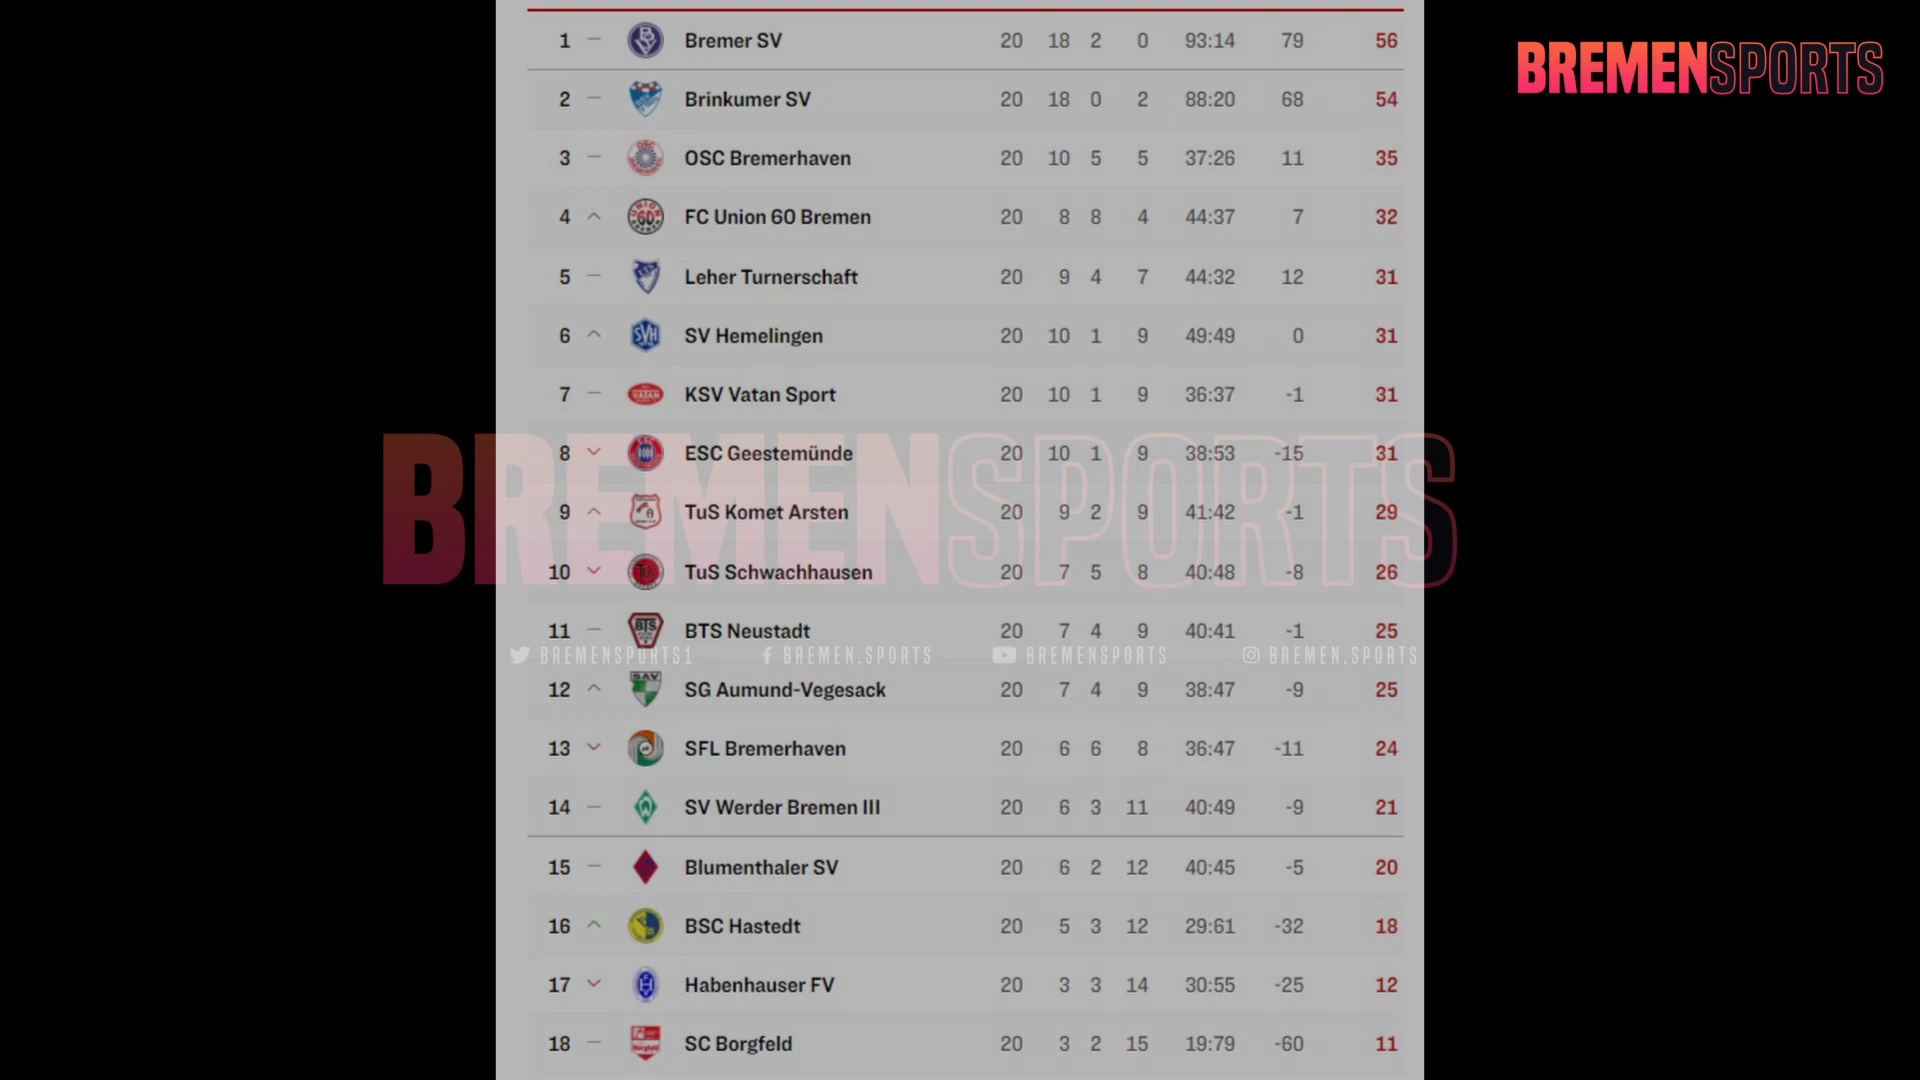 1 — Bremer SV 20 18 2 0 93:14 79 56
BREMENSPORTS
2 — Brinkumer SV 20 18 0 2 88:20 68 54
3 — OSC Bremerhaven 20 10 5 5 37:26 11 35
4 FC Union 60 Bremen 20 8 8 4 44:37 7 32
5 — Leher Turnerschaft 20 9 4 7 44:32 12 31
6 SV Hemelingen 20 10 1 9 49:49 0 31
7 — KSV Vatan Sport 20 10 1 9 36:37 -1 31
8 ESC Geestemünde 20 10 1 9 38:53 -15 31
BREMENSPORTS
9 TuS Komet Arsten 20 9 2 9 41:42 -1 29
10 TuS Schwachhausen 20 7 5 8 40:48 -8 26
11 — BTS Neustadt 20 7 4 9 40:41 -1 25
BREMENSPORTS1 BREMEN.SPORTS BREMENSPORTS BREMEN.SPORTS
12 SG Aumund-Vegesack 20 7 4 9 38:47 -9 25
13 SFL Bremerhaven 20 6 6 8 36:47 -11 24
14 — SV Werder Bremen III 20 6 3 11 40:49 -9 21
15 — Blumenthaler SV 20 6 2 12 40:45 -5 20
16 BSC Hastedt 20 5 3 12 29:61 -32 18
17 Habenhauser FV 20 3 3 14 30:55 -25 12
18 — SC Borgfeld 20 3 2 15 19:79 -60 11